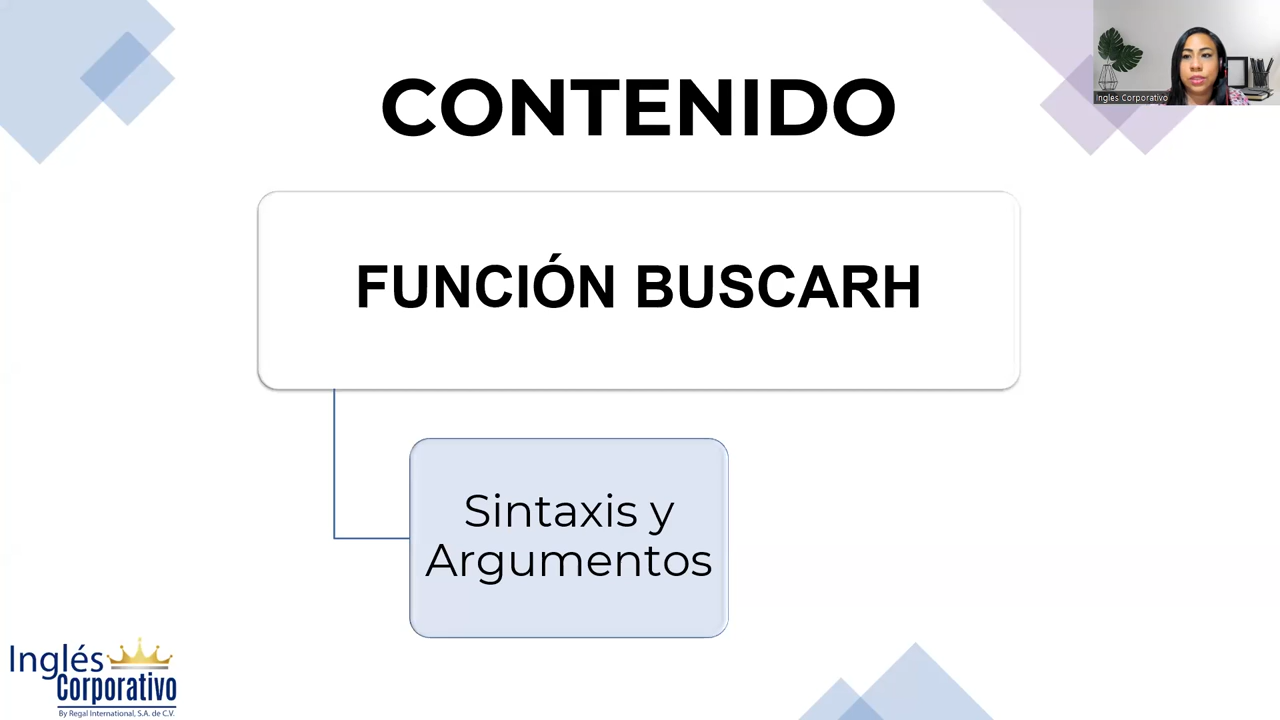 CONTENIDO
Ingles Corporativo
FUNCIÓN BUSCARH
Sintaxis y
Argumentos
Inglés
Corporativo
By Regal International, S.A. de C.V.